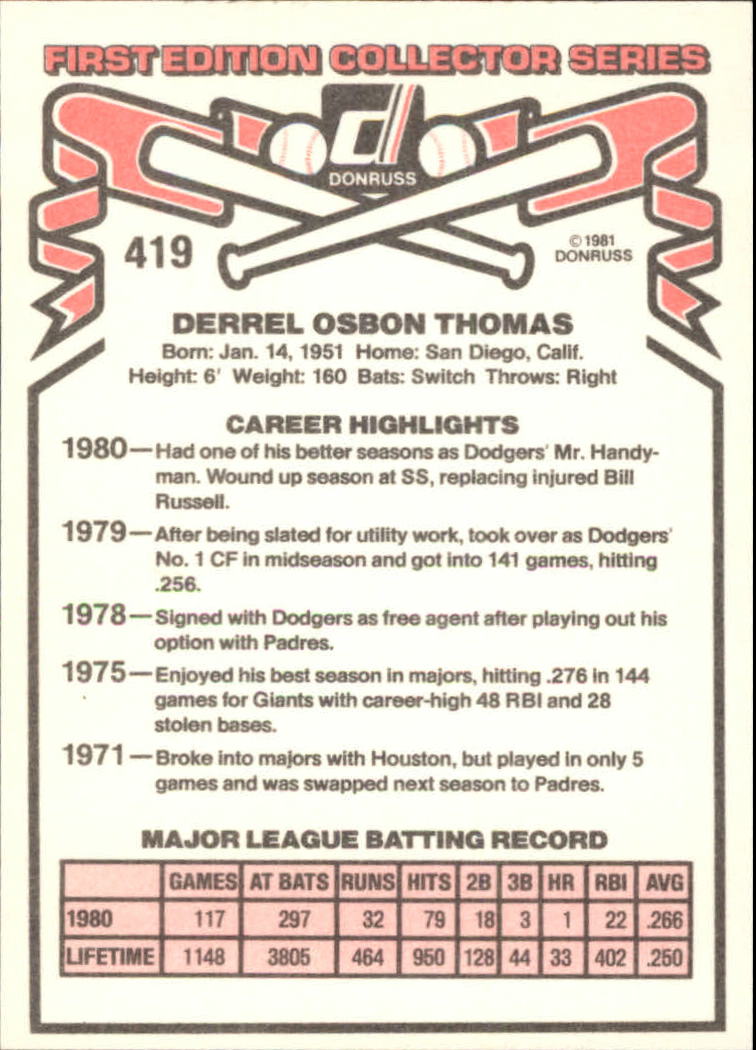 FIRST EDITION COLLECTOR SERIES
d
DONRUSS
419
© 1981
DONRUSS
DERREL OSBON THOMAS
Born: Jan. 14, 1951 Home: San Diego, Calif.
Height: 6' Weight: 160 Bats: Switch Throws: Right
CAREER HIGHLIGHTS
1980—Had one of his better seasons as Dodgers' Mr. Handy-
man. Wound up season at SS, replacing injured Bill
Russell.
1979—After being slated for utility work, took over as Dodgers'
No. 1 CF in midseason and got into 141 games, hitting
.256.
1978—Signed with Dodgers as free agent after playing out his
option with Padres.
1975—Enjoyed his best season in majors, hitting .276 in 144
games for Giants with career-high 48 RBI and 28
stolen bases.
1971—Broke into majors with Houston, but played in only 5
games and was swapped next season to Padres.
MAJOR LEAGUE BATTING RECORD
GAMES AT BATS RUNS HITS 2B 3B HR RBI AVG
1980 117 297 32 79 18 3 1 22 .266
LIFETIME 1148 3805 464 950 128 44 33 402 .250